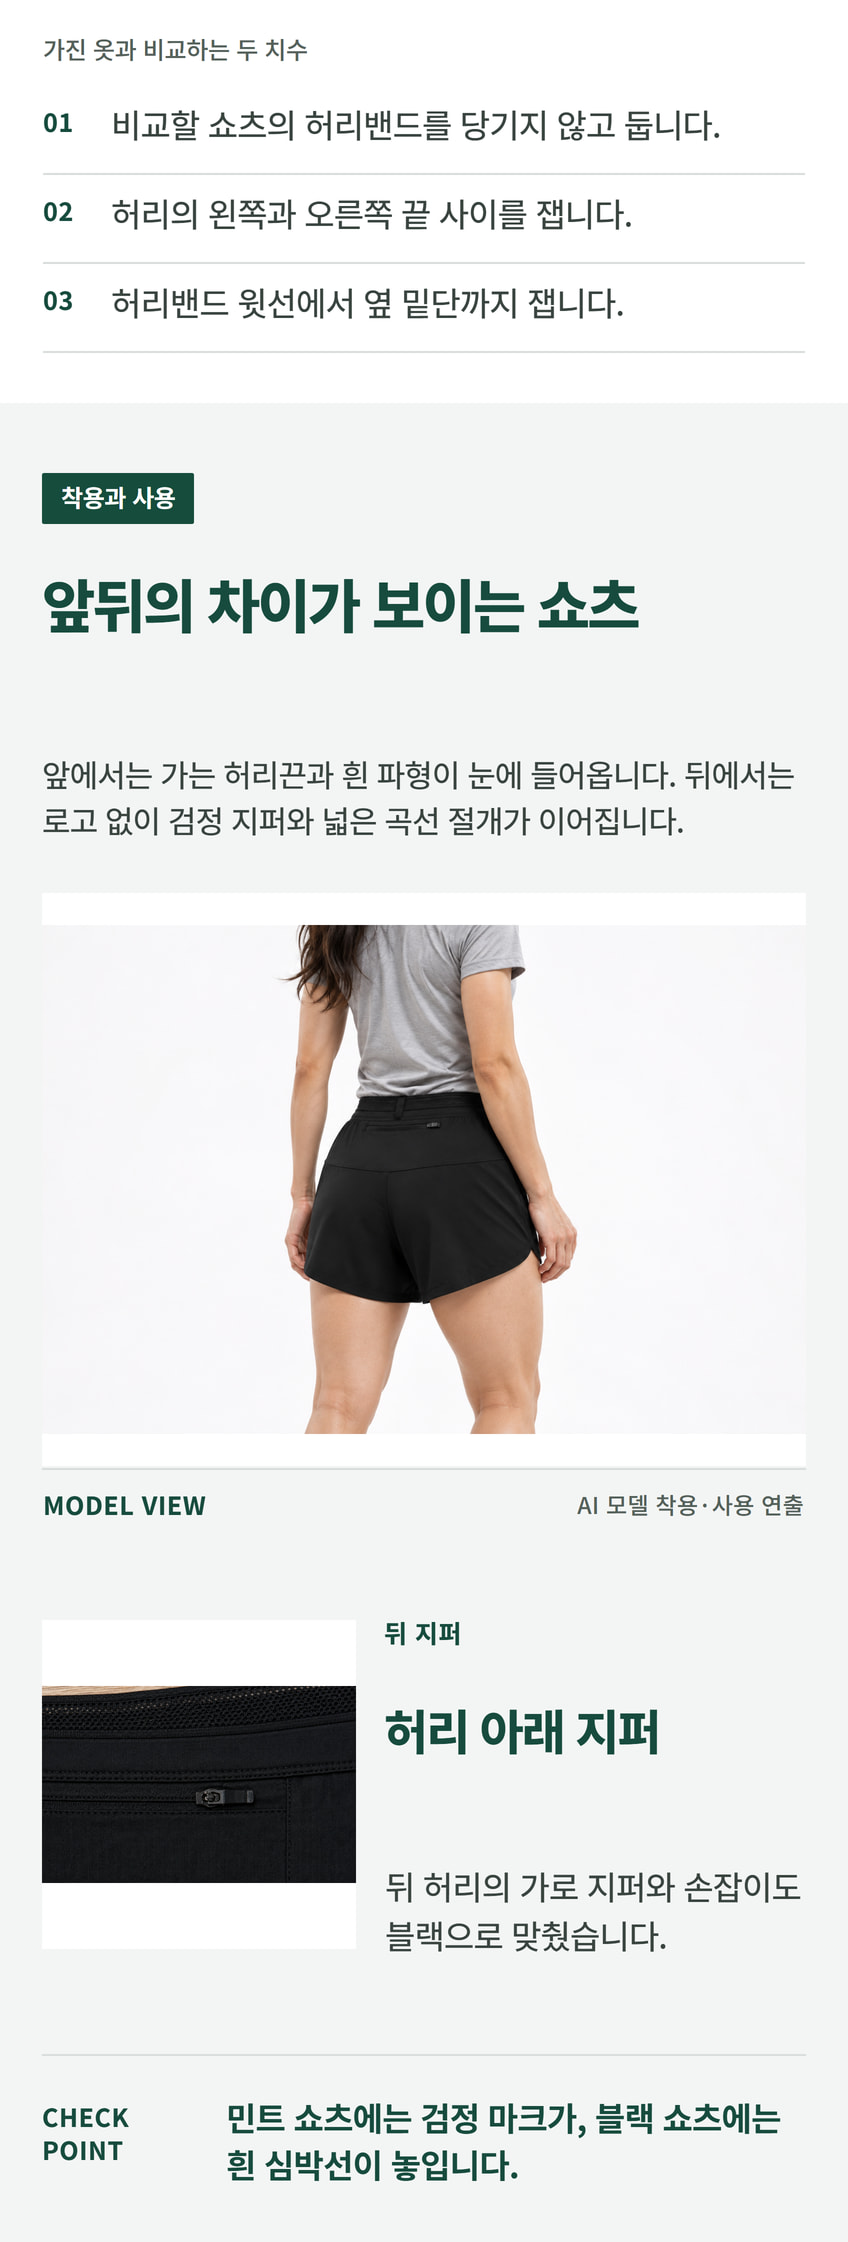 가진 옷과 비교하는 두 치수
01 비교할 쇼츠의 허리밴드를 당기지 않고 둡니다.
02 허리의 왼쪽과 오른쪽 끝 사이를 잽니다.
03 허리밴드 윗선에서 옆 밑단까지 잽니다.
착용과 사용
앞뒤의 차이가 보이는 쇼츠
앞에서는 가는 허리끈과 흰 파형이 눈에 들어옵니다. 뒤에서는
로고 없이 검정 지퍼와 넓은 곡선 절개가 이어집니다.
MODEL VIEW
AI 모델 착용·사용 연출
뒤 지퍼
허리 아래 지퍼
뒤 허리의 가로 지퍼와 손잡이도
블랙으로 맞췄습니다.
CHECK
POINT
민트 쇼츠에는 검정 마크가, 블랙 쇼츠에는
흰 심박선이 놓입니다.